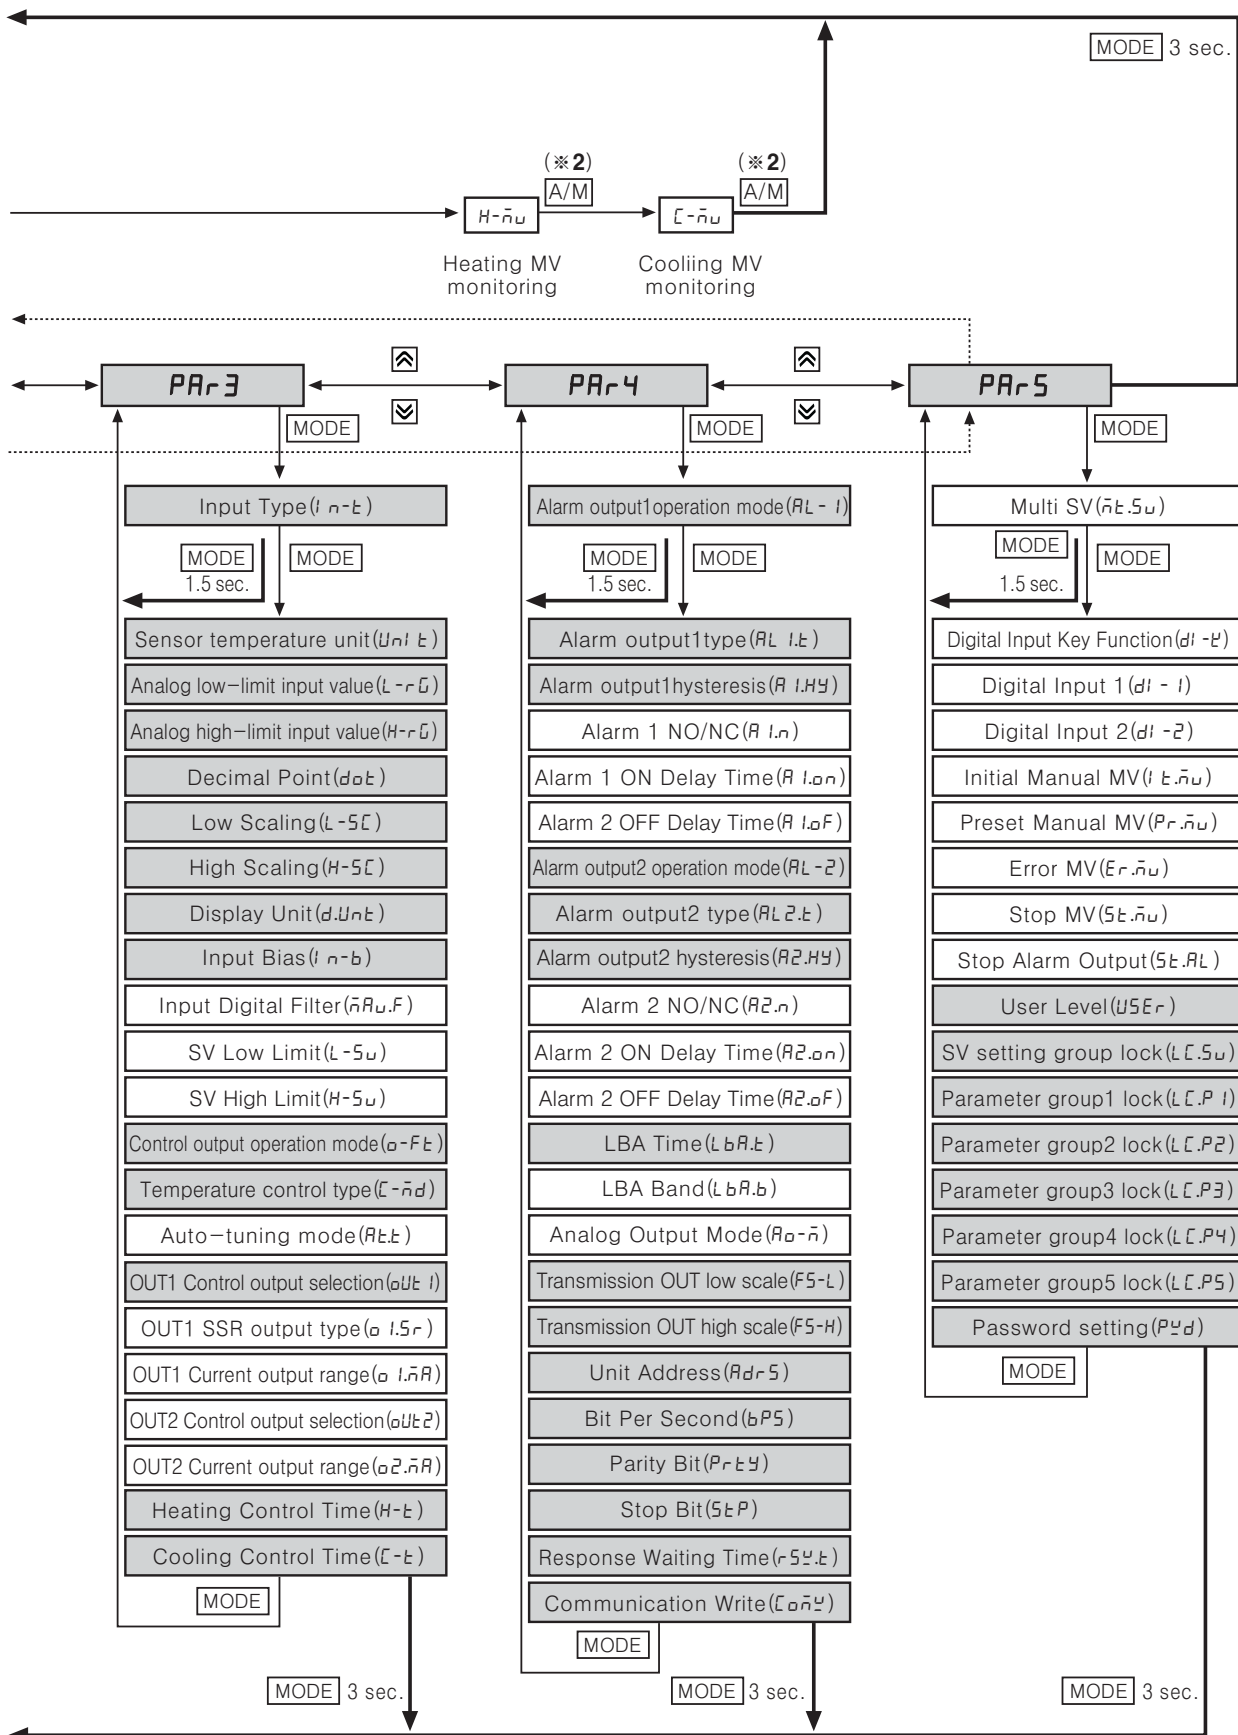 MODE 3 sec.
(※2) (※2)
A/M A/M
H-ñu C-ñu
Heating MV Cooliing MV
monitoring monitoring
PAr3 PAr4 PAr5
MODE MODE MODE
Input Type(In-t)
MODE MODE
1.5 sec.
Sensor temperature unit(UnIt)
Analog low-limit input value(L-rG)
Analog high-limit input value(H-rG)
Decimal Point(dot)
Low Scaling(L-SC)
High Scaling(H-SC)
Display Unit(d.Unt)
Input Bias(In-b)
Input Digital Filter(ñAu.F)
SV Low Limit(L-Su)
SV High Limit(H-Su)
Control output operation mode(o-Ft)
Temperature control type(C-ñd)
Auto-tuning mode(At.t)
OUT1 Control output selection(oUt1)
OUT1 SSR output type(o1.Sr)
OUT1 Current output range(o1.ñA)
OUT2 Control output selection(oUt2)
OUT2 Current output range(o2.ñA)
Heating Control Time(H-t)
Cooling Control Time(C-t)
MODE
MODE 3 sec.
Alarm output1operation mode(AL-1)
MODE MODE
1.5 sec.
Alarm output1type(AL1.t)
Alarm output1hysteresis(A1.HY)
Alarm 1 NO/NC(A1.n)
Alarm 1 ON Delay Time(A1.on)
Alarm 2 OFF Delay Time(A1.oF)
Alarm output2 operation mode(AL-2)
Alarm output2 type(AL2.t)
Alarm output2 hysteresis(A2.HY)
Alarm 2 NO/NC(A2.n)
Alarm 2 ON Delay Time(A2.on)
Alarm 2 OFF Delay Time(A2.oF)
LBA Time(LbA.t)
LBA Band(LbA.b)
Analog Output Mode(Ao-ñ)
Transmission OUT low scale(FS-L)
Transmission OUT high scale(FS-H)
Unit Address(AdrS)
Bit Per Second(bPS)
Parity Bit(PrtY)
Stop Bit(StP)
Response Waiting Time(rSW.t)
Communication Write(CoñW)
MODE
MODE 3 sec.
Multi SV(ñt.Su)
MODE MODE
1.5 sec.
Digital Input Key Function(dI-K)
Digital Input 1(dI-1)
Digital Input 2(dI-2)
Initial Manual MV(It.ñu)
Preset Manual MV(Pr.ñu)
Error MV(Er.ñu)
Stop MV(St.ñu)
Stop Alarm Output(St.AL)
User Level(USEr)
SV setting group lock(LC.Su)
Parameter group1 lock(LC.P1)
Parameter group2 lock(LC.P2)
Parameter group3 lock(LC.P3)
Parameter group4 lock(LC.P4)
Parameter group5 lock(LC.P5)
Password setting(PWd)
MODE
MODE 3 sec.